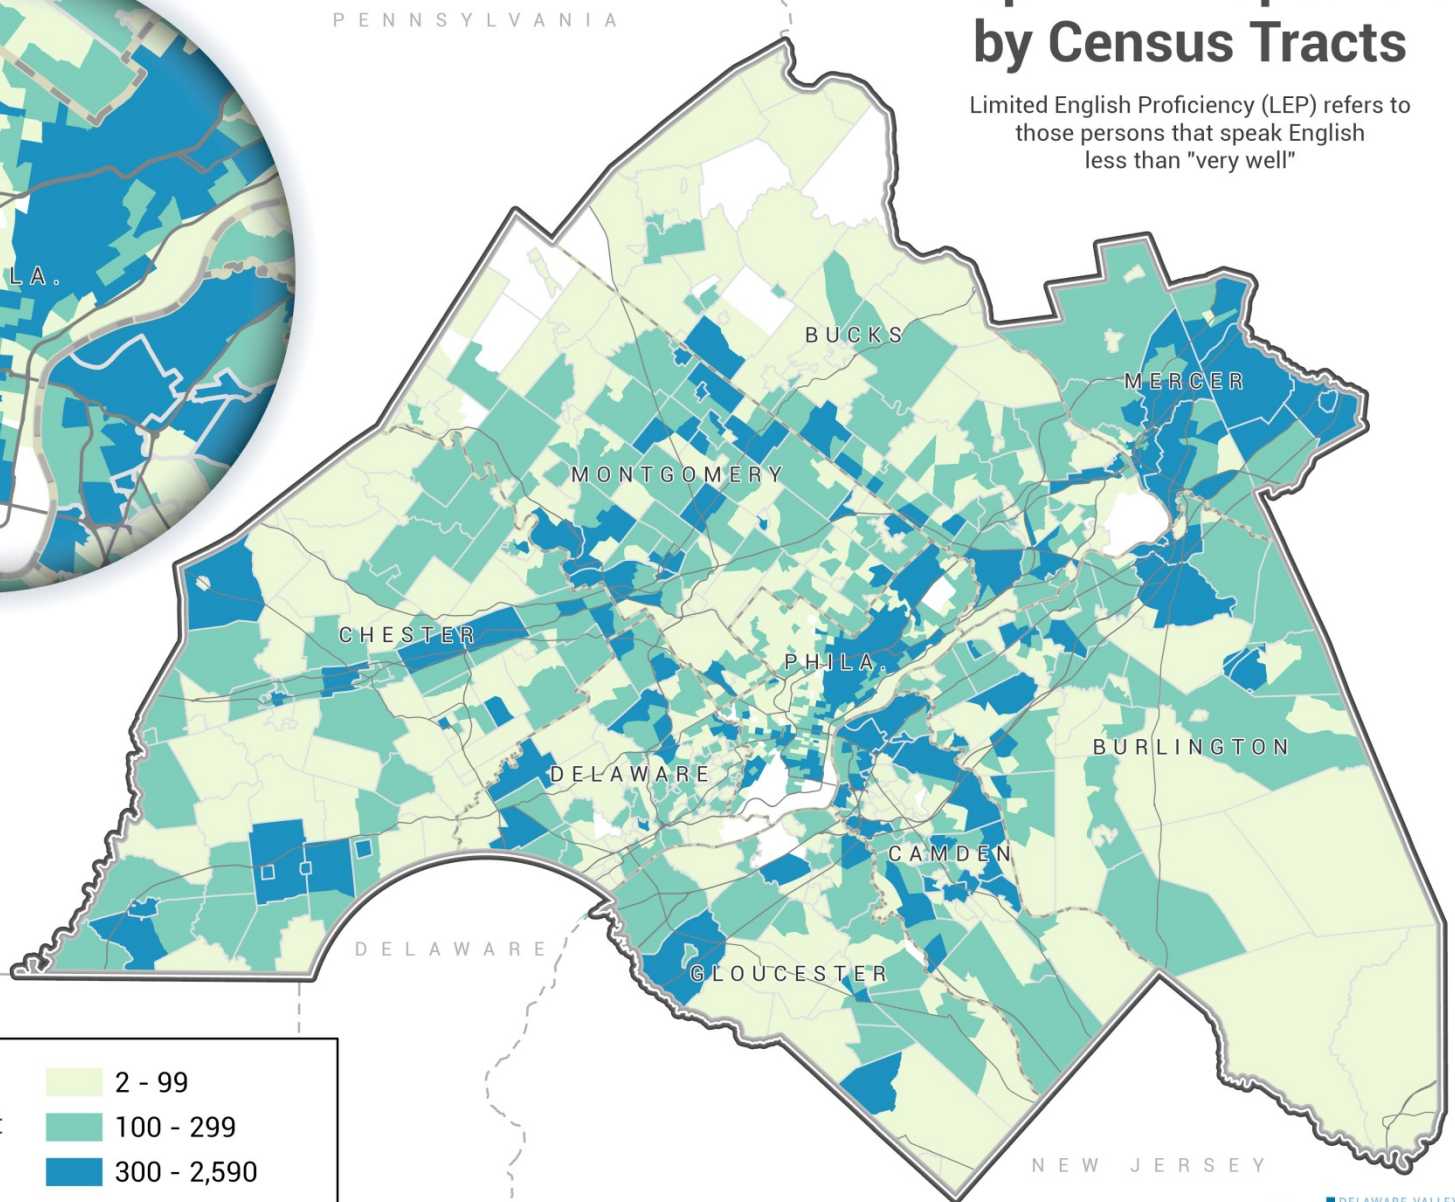 PENNSYLVANIA
by Census Tracts
Limited English Proficiency (LEP) refers to
those persons that speak English
less than "very well"
LA.
BUCKS
MERCER
MONTGOMERY
CHESTER
PHILA.
BURLINGTON
DELAWARE
CAMDEN
DELAWARE
GLOUCESTER
2 - 99
100 - 299
300 - 2,590
NEW JERSEY
DELAWARE VALLEY